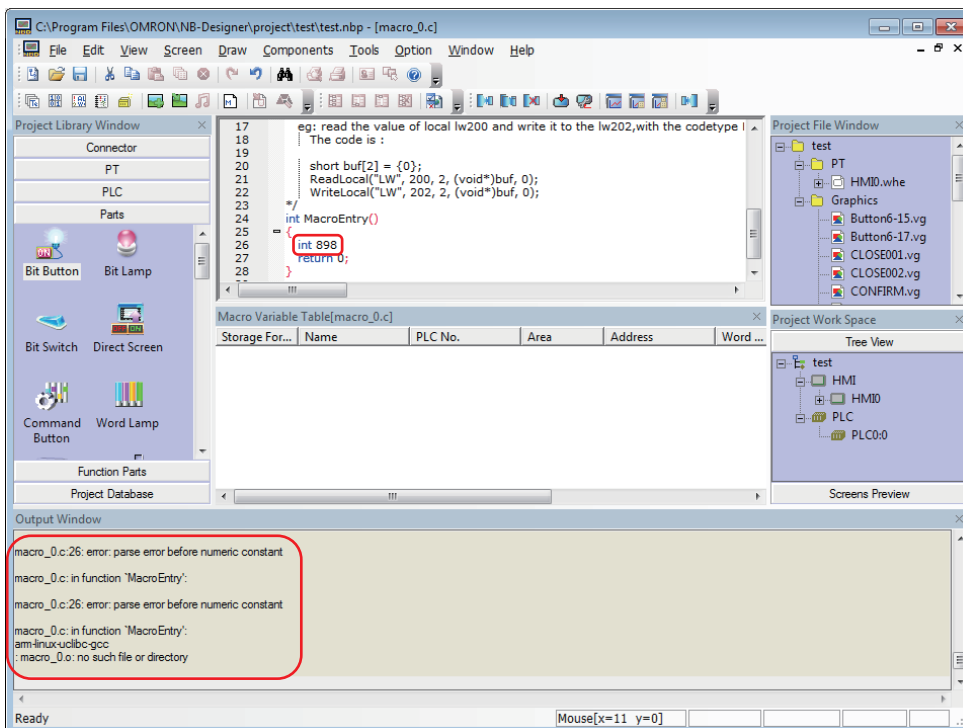 C:\Program Files\OMRON\NB-Designer\project\test\test.nbp - [macro_0.c]
File Edit View Screen Draw Components Tools Option Window Help
Project Library Window
Connector
PT
PLC
Parts
Bit Button
Bit Lamp
Bit Switch
Direct Screen
Command Button
Word Lamp
Function Parts
Project Database
17 eg: read the value of local lw200 and write it to the lw202,with the codetype
18 The code is :
19
20 short buf[2] = {0};
21 ReadLocal("LW", 200, 2, (void*)buf, 0);
22 WriteLocal("LW", 202, 2, (void*)buf, 0);
23 */
24 int MacroEntry()
25 {
26 int 898
27 return 0;
28 }
Macro Variable Table[macro_0.c]
Storage For... Name PLC No. Area Address Word ...
Project File Window
test
PT
HMI0.whe
Graphics
Button6-15.vg
Button6-17.vg
CLOSE001.vg
CLOSE002.vg
CONFIRM.vg
Project Work Space
Tree View
test
HMI
HMI0
PLC
PLC0:0
Screens Preview
Output Window
macro_0.c:26: error: parse error before numeric constant
macro_0.c: in function `MacroEntry':
macro_0.c:26: error: parse error before numeric constant
macro_0.c: in function `MacroEntry':
arm-linux-uclibc-gcc
: macro_0.o: no such file or directory
Ready
Mouse[x=11 y=0]